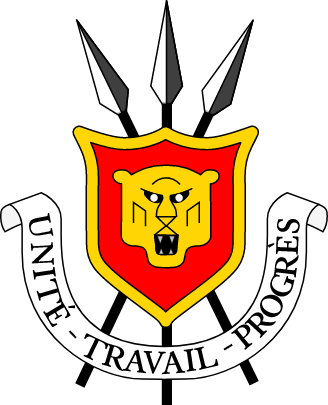 UNITÉ - TRAVAIL - PROGRÈS